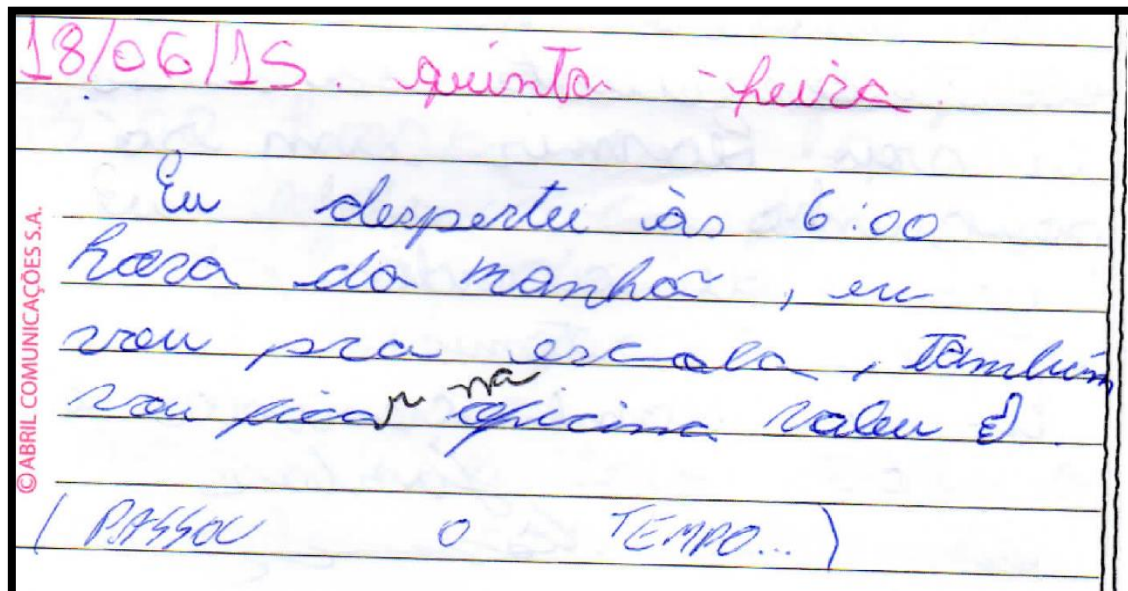 18/06/15. quinta-feira.
Eu despertei às 6:00
hora da manhã, eu
vou pra escola, também
vou ficar na oficina valeu
( PASSOU O TEMPO... )
©ABRIL COMUNICAÇÕES S.A.